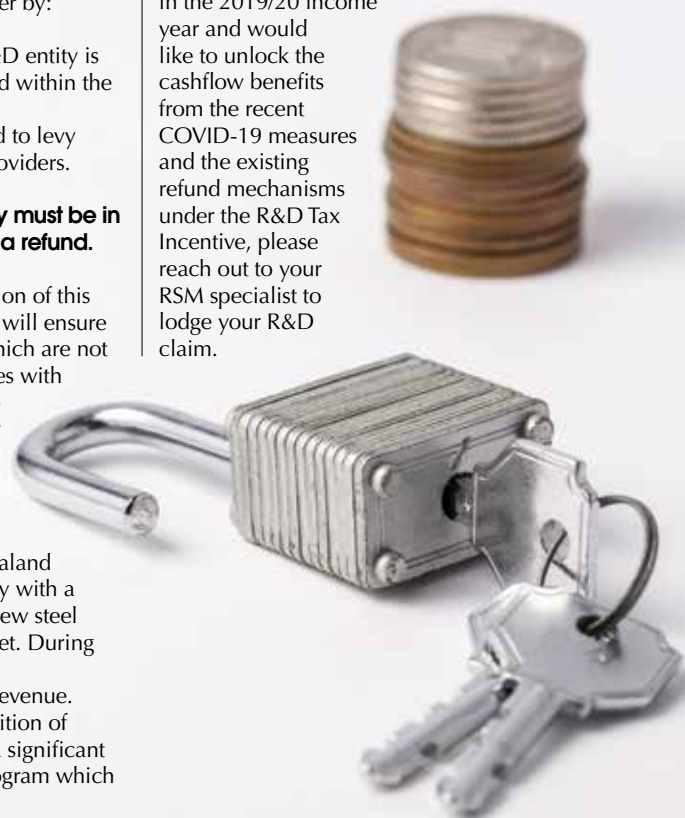 er by:
D entity is
d within the
d to levy
oviders.
y must be in
a refund.
on of this
will ensure
hich are not
es with
aland
y with a
ew steel
et. During
evenue.
ition of
significant
ogram which
in the 2019/20 income
year and would
like to unlock the
cashflow benefits
from the recent
COVID-19 measures
and the existing
refund mechanisms
under the R&D Tax
Incentive, please
reach out to your
RSM specialist to
lodge your R&D
claim.